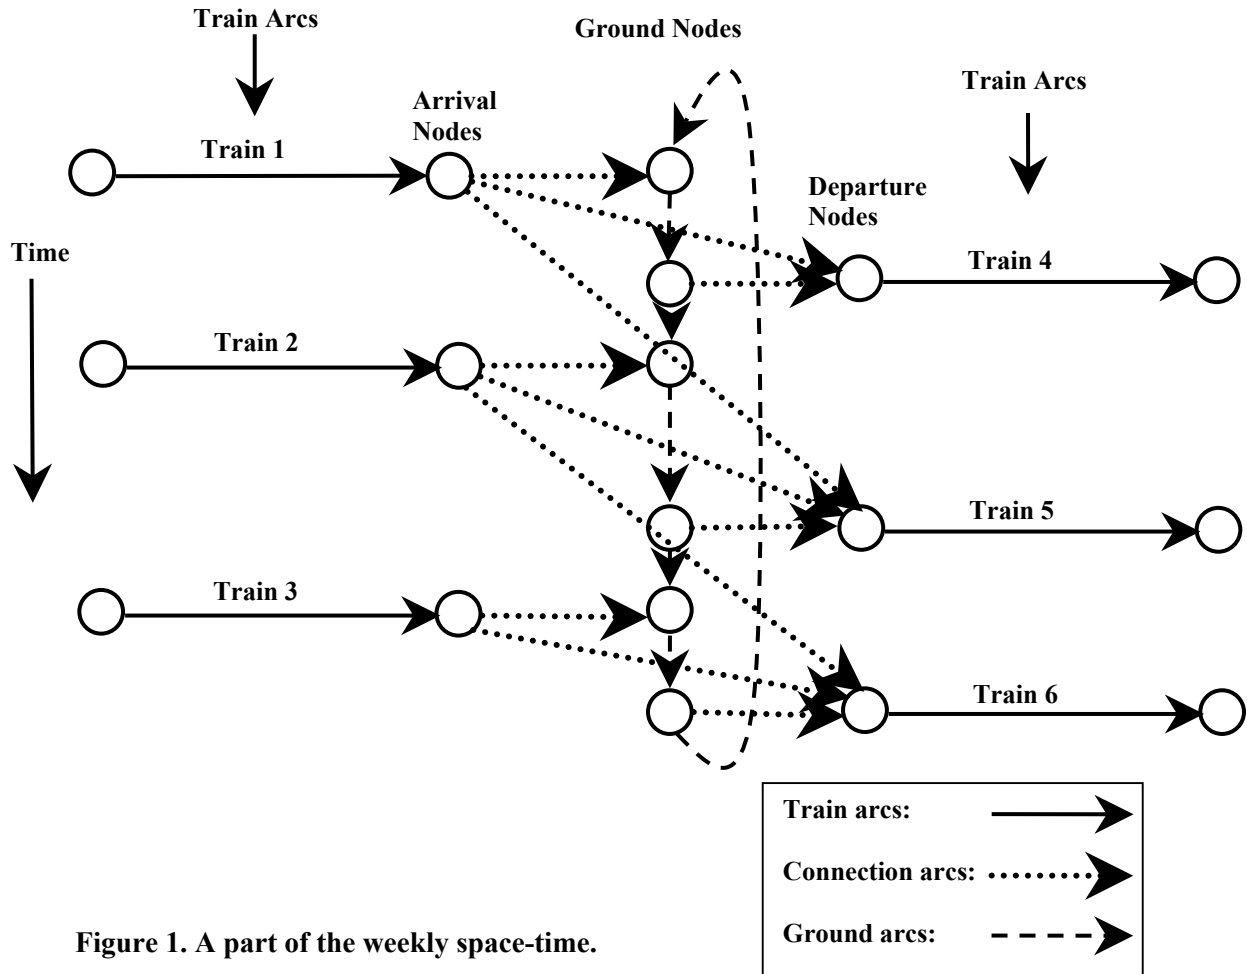 Train Arcs
Ground Nodes
Train Arcs
Arrival
Nodes
Train 1
Departure
Nodes
Time
Train 4
Train 2
Train 5
Train 3
Train 6
Train arcs:
Connection arcs:
Ground arcs:
Figure 1. A part of the weekly space-time.